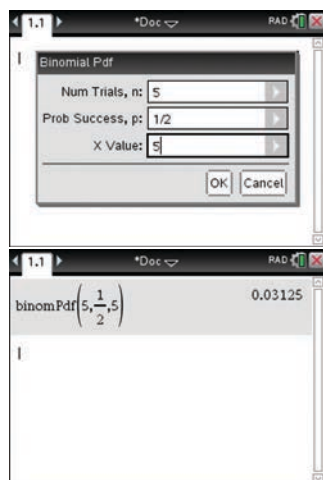 1.1 *Doc RAD
Binomial Pdf
Num Trials, n: 5
Prob Success, p: 1/2
X Value: 5
OK Cancel
1.1 *Doc RAD
binomPdf(5,1/2,5) 0.03125